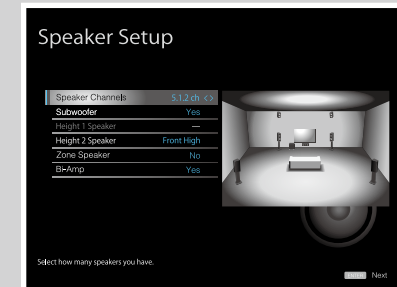 Speaker Setup
Speaker Channels 5.1.2 ch < >
Subwoofer Yes
Height 1 Speaker ---
Height 2 Speaker Front High
Zone Speaker No
Bi-Amp Yes
Select how many speakers you have.
ENTER Next